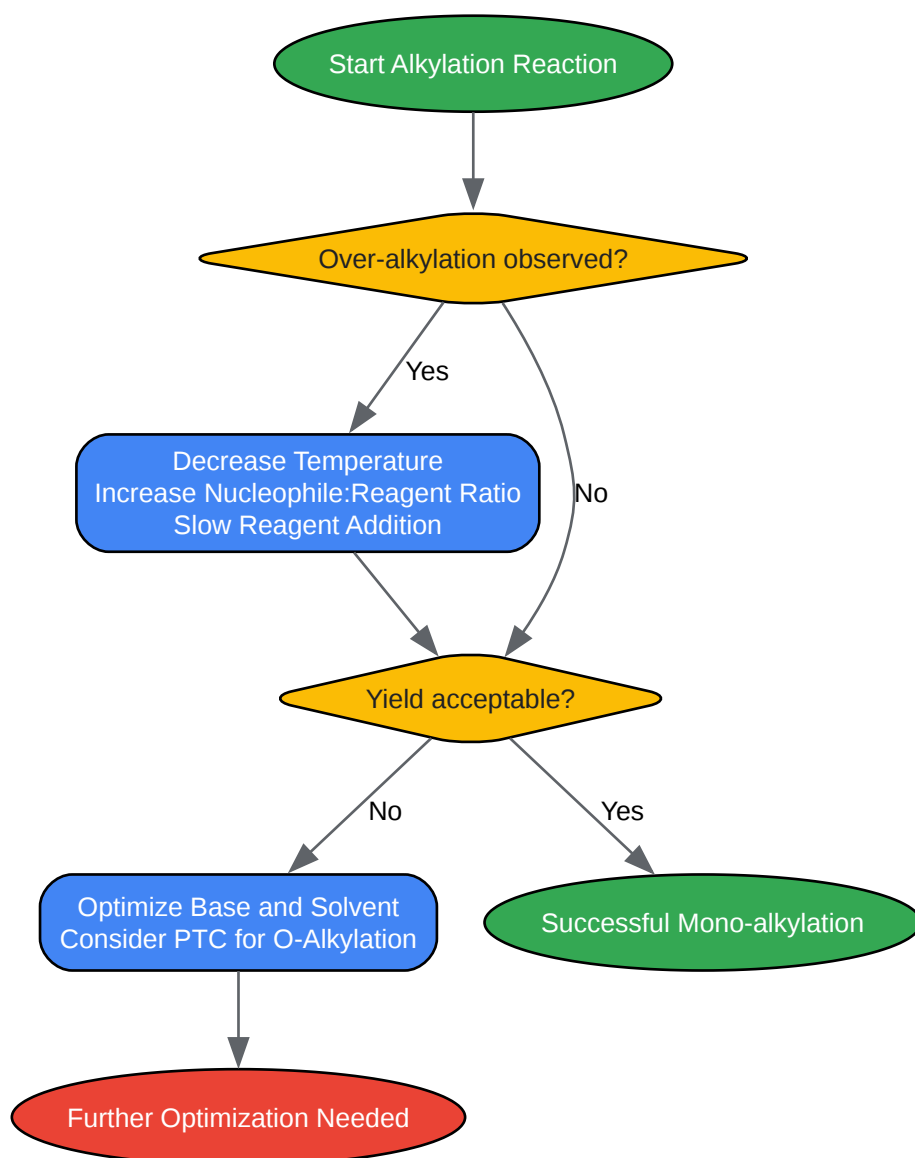 Start Alkylation Reaction
Over-alkylation observed?
Yes
Decrease Temperature
Increase Nucleophile:Reagent Ratio
Slow Reagent Addition
No
Yield acceptable?
No
Yes
Optimize Base and Solvent
Consider PTC for O-Alkylation
Successful Mono-alkylation
Further Optimization Needed